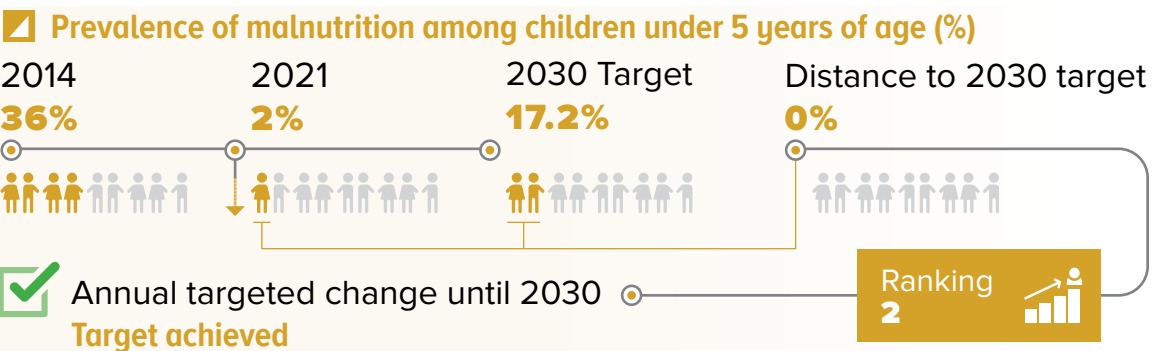 Prevalence of malnutrition among children under 5 years of age (%)
2014
36%
2021
2%
2030 Target
17.2%
Distance to 2030 target
0%
Annual targeted change until 2030
Target achieved
Ranking
2